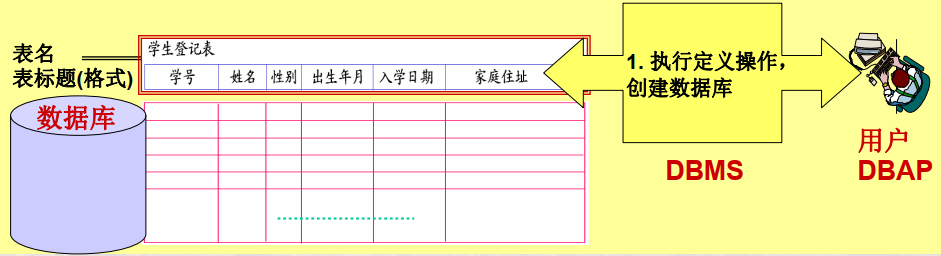 表名
表标题(格式)
学生登记表
学号 姓名 性别 出生年月 入学日期 家庭住址
数据库
1. 执行定义操作，
创建数据库
DBMS
用户
DBAP